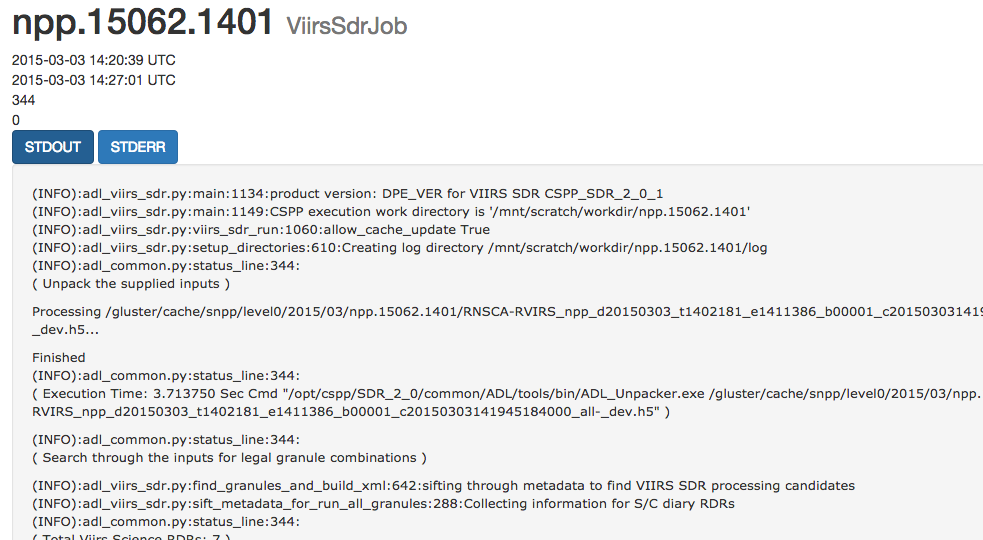 npp.15062.1401 ViirsSdrJob
2015-03-03 14:20:39 UTC
2015-03-03 14:27:01 UTC
344
0
STDOUT STDERR
(INFO):adl_viirs_sdr.py:main:1134:product version: DPE_VER for VIIRS SDR CSPP_SDR_2_0_1
(INFO):adl_viirs_sdr.py:main:1149:CSPP execution work directory is '/mnt/scratch/workdir/npp.15062.1401'
(INFO):adl_viirs_sdr.py:viirs_sdr_run:1060:allow_cache_update True
(INFO):adl_viirs_sdr.py:setup_directories:610:Creating log directory /mnt/scratch/workdir/npp.15062.1401/log
(INFO):adl_common.py:status_line:344:
( Unpack the supplied inputs )
Processing /gluster/cache/snpp/level0/2015/03/npp.15062.1401/RNSCA-RVIRS_npp_d20150303_t1402181_e1411386_b00001_c201503031419
_dev.h5...
Finished
(INFO):adl_common.py:status_line:344:
( Execution Time: 3.713750 Sec Cmd "/opt/cspp/SDR_2_0/common/ADL/tools/bin/ADL_Unpacker.exe /gluster/cache/snpp/level0/2015/03/npp.
RVIRS_npp_d20150303_t1402181_e1411386_b00001_c20150303141945184000_all-_dev.h5" )
(INFO):adl_common.py:status_line:344:
( Search through the inputs for legal granule combinations )
(INFO):adl_viirs_sdr.py:find_granules_and_build_xml:642:sifting through metadata to find VIIRS SDR processing candidates
(INFO):adl_viirs_sdr.py:sift_metadata_for_run_all_granules:288:Collecting information for S/C diary RDRs
(INFO):adl_common.py:status_line:344:
( Total Viirs Science RDRs: 7 )